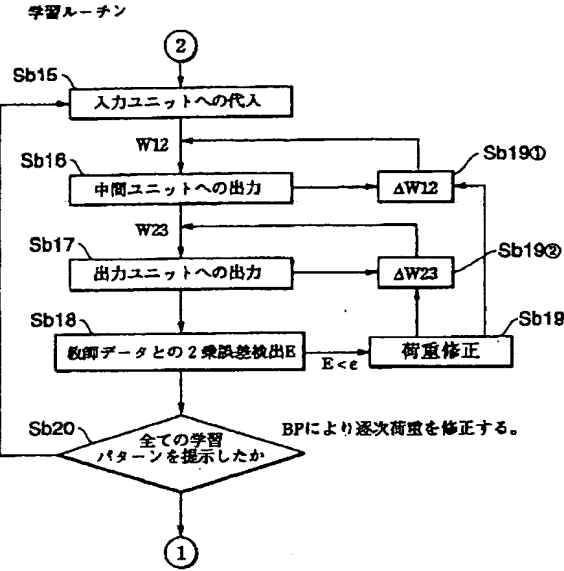 学習ルーチン
2
Sb15
入力ユニットへの代入
W12
Sb16
中間ユニットへの出力
ΔW12
Sb19①
W23
Sb17
出力ユニットへの出力
ΔW23
Sb19②
Sb18
教師データとの2乗誤差検出E
E<ε
荷重修正
Sb19
Sb20
全ての学習
パターンを提示したか
BPにより逐次荷重を修正する。
1